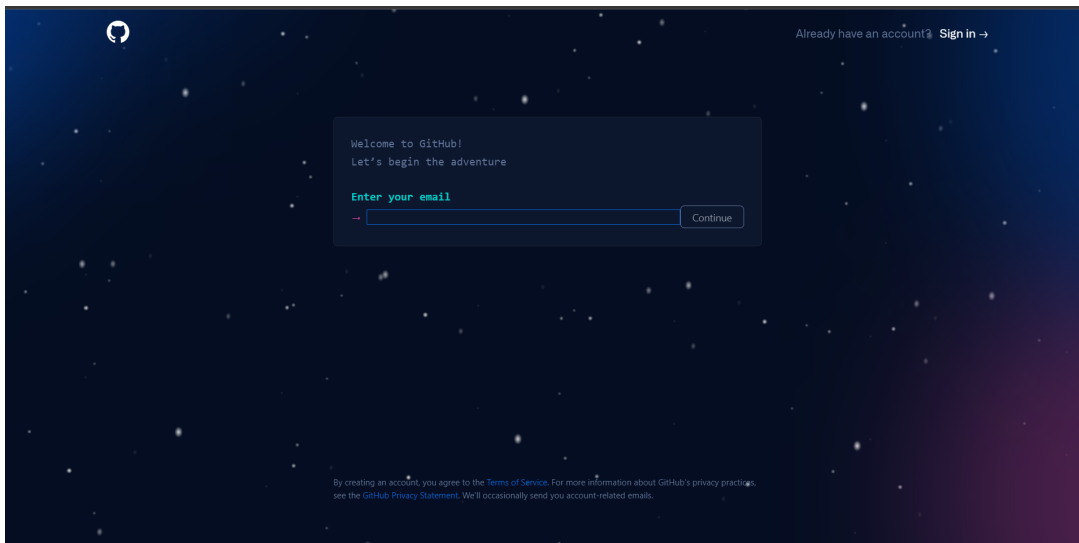 Already have an account? Sign in →
Welcome to GitHub!
Let's begin the adventure
Enter your email
→ Continue
By creating an account, you agree to the Terms of Service. For more information about GitHub's privacy practices,
see the GitHub Privacy Statement. We'll occasionally send you account-related emails.